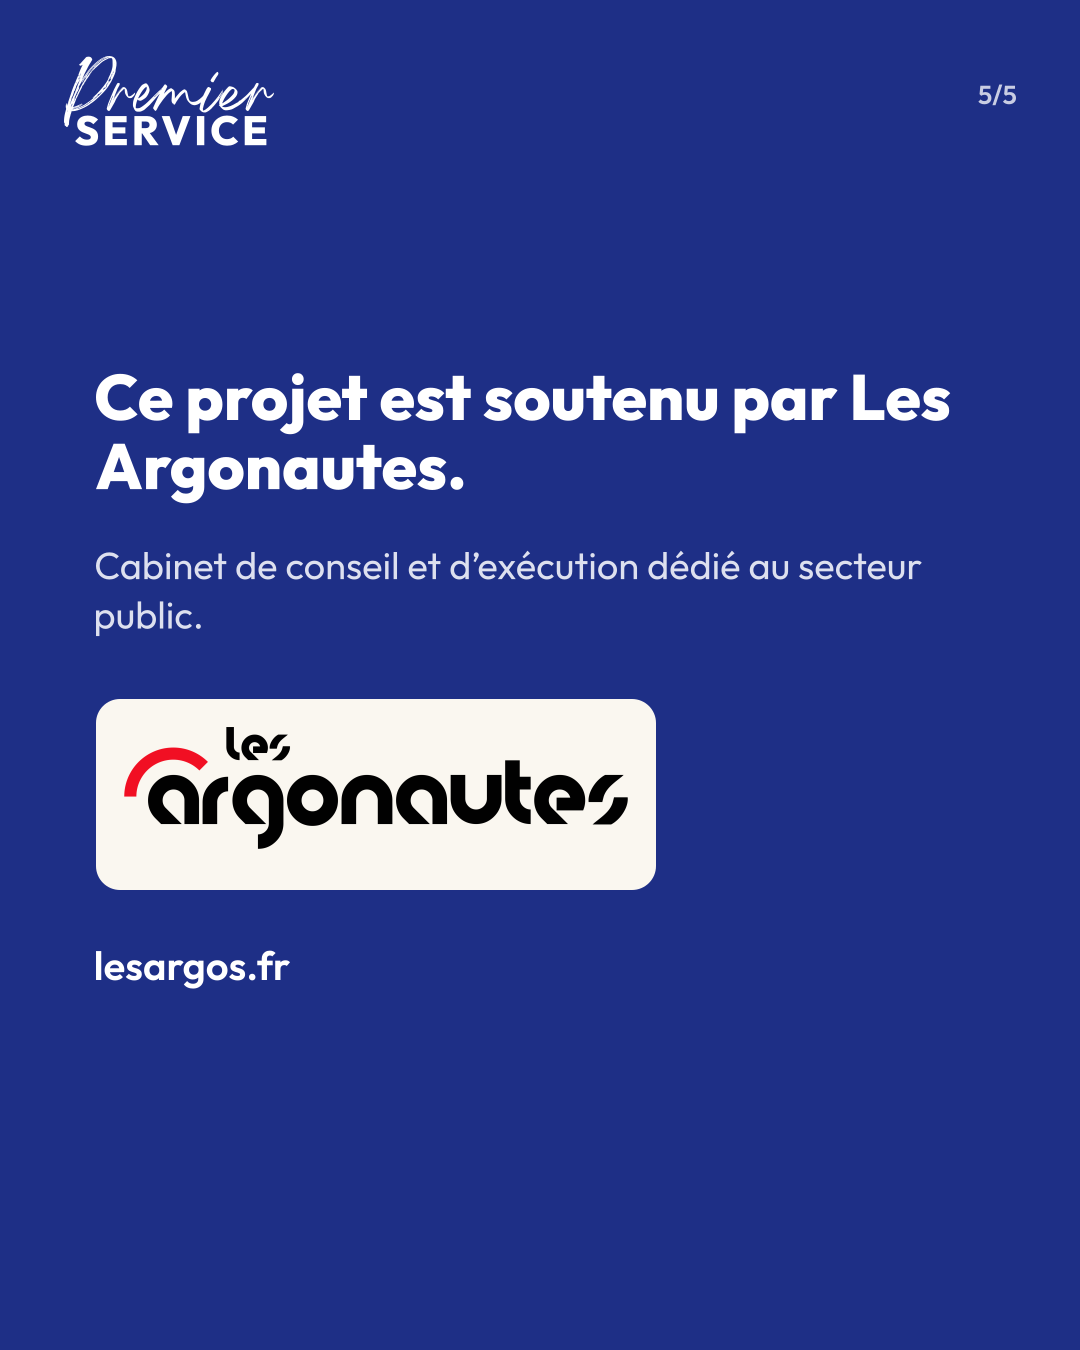 Premier
SERVICE
5/5
Ce projet est soutenu par Les
Argonautes.
Cabinet de conseil et d’exécution dédié au secteur
public.
les
argonautes
lesargos.fr